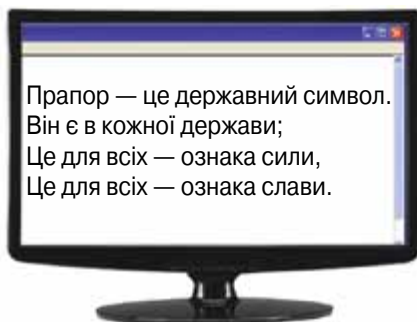 Прапор — це державний символ.
Він є в кожної держави;
Це для всіх — ознака сили,
Це для всіх — ознака слави.